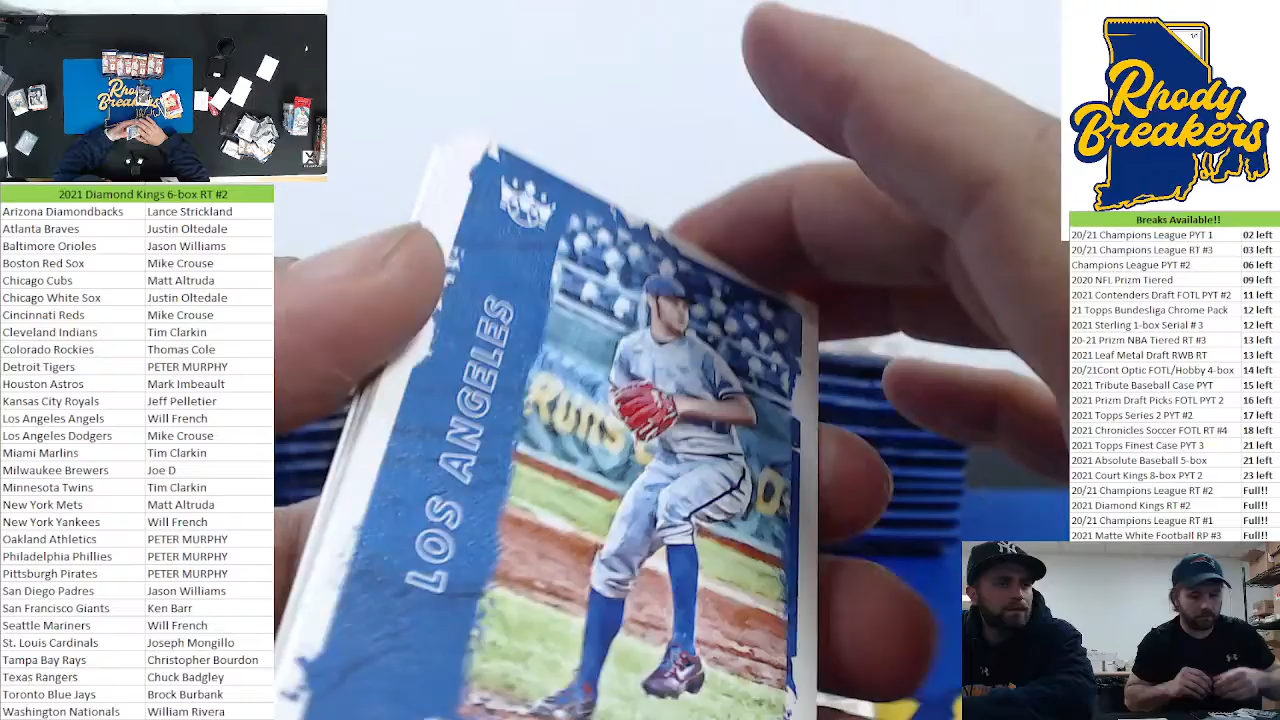 2021 Diamond Kings 6-box RT #2
Arizona Diamondbacks Lance Strickland
Atlanta Braves Justin Oltedale
Baltimore Orioles Jason Williams
Boston Red Sox Mike Crouse
Chicago Cubs Matt Altruda
Chicago White Sox Justin Oltedale
Cincinnati Reds Mike Crouse
Cleveland Indians Tim Clarkin
Colorado Rockies Thomas Cole
Detroit Tigers PETER MURPHY
Houston Astros Mark Imbeault
Kansas City Royals Jeff Pelletier
Los Angeles Angels Will French
Los Angeles Dodgers Mike Crouse
Miami Marlins Tim Clarkin
Milwaukee Brewers Joe D
Minnesota Twins Tim Clarkin
New York Mets Matt Altruda
New York Yankees Will French
Oakland Athletics PETER MURPHY
Philadelphia Phillies PETER MURPHY
Pittsburgh Pirates PETER MURPHY
San Diego Padres Jason Williams
San Francisco Giants Ken Barr
Seattle Mariners Will French
St. Louis Cardinals Joseph Mongillo
Tampa Bay Rays Christopher Bourdon
Texas Rangers Chuck Badgley
Toronto Blue Jays Brock Burbank
Washington Nationals William Rivera
Rhody
Breakers
LOS ANGELES
RUNS
Rhody
Breakers
Breaks Available!!
20/21 Champions League PYT 1 02 left
20/21 Champions League RT #3 03 left
Champions League PYT #2 06 left
2020 NFL Prizm Tiered 09 left
2021 Contenders Draft FOTL PYT #2 11 left
21 Topps Bundesliga Chrome Pack 12 left
2021 Sterling 1-box Serial # 3 12 left
20-21 Prizm NBA Tiered RT #3 13 left
2021 Leaf Metal Draft RWB RT 13 left
20/21Cont Optic FOTL/Hobby 4-box 14 left
2021 Tribute Baseball Case PYT 15 left
2021 Prizm Draft Picks FOTL PYT 2 16 left
2021 Topps Series 2 PYT #2 17 left
2021 Chronicles Soccer FOTL RT #4 18 left
2021 Topps Finest Case PYT 3 21 left
2021 Absolute Baseball 5-box 21 left
2021 Court Kings 8-box PYT 2 23 left
20/21 Champions League RT #2 Full!!
2021 Diamond Kings RT #2 Full!!
20/21 Champions League RT #1 Full!!
2021 Matte White Football RP #3 Full!!